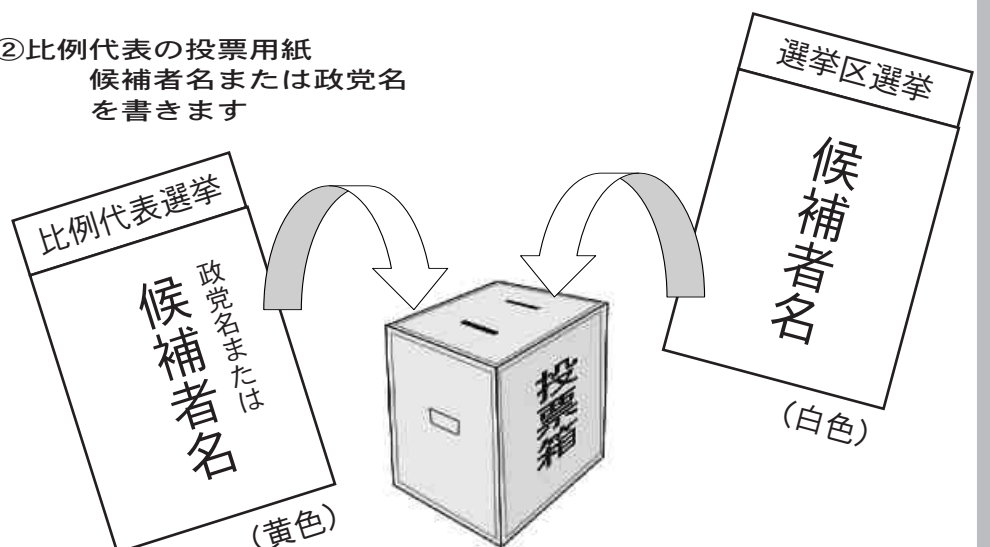 ②比例代表の投票用紙
候補者名または政党名
を書きます
比例代表選挙
政党名または
候補者名
（黄色）
投票箱
選挙区選挙
候補者名
（白色）